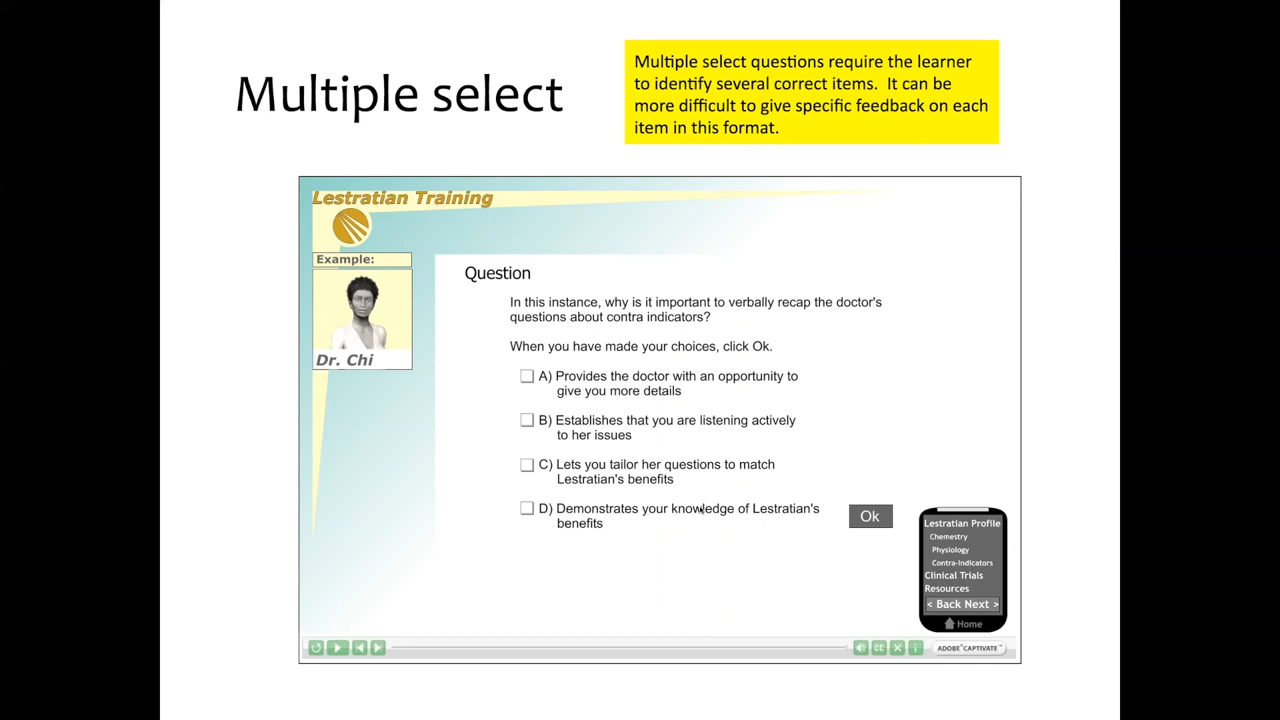 Multiple select
Multiple select questions require the learner
to identify several correct items.  It can be
more difficult to give specific feedback on each
item in this format.
Lestratian Training
Example:
Dr. Chi
Question
In this instance, why is it important to verbally recap the doctor's
questions about contra indicators?
When you have made your choices, click Ok.
A) Provides the doctor with an opportunity to
give you more details
B) Establishes that you are listening actively
to her issues
C) Lets you tailor her questions to match
Lestratian's benefits
D) Demonstrates your knowledge of Lestratian's
benefits
Ok
Lestratian Profile
Chemestry
Physiology
Contra-Indicators
Clinical Trials
Resources
< Back Next >
Home
CC
ADOBE® CAPTIVATE™